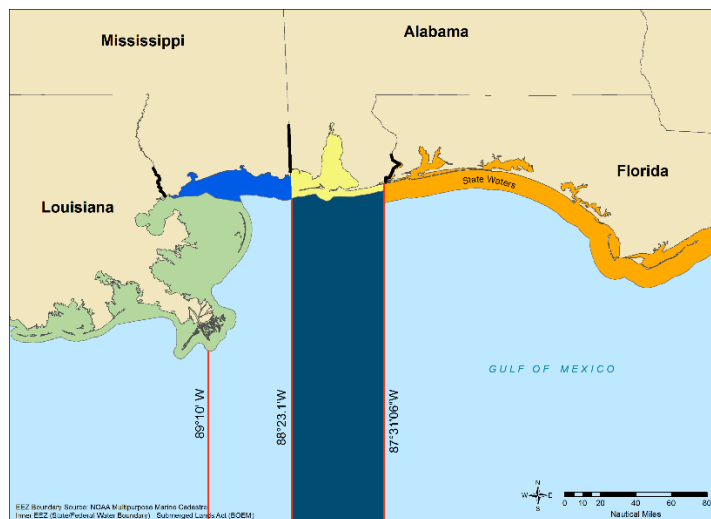 Mississippi
Alabama
Florida
State Waters
Louisiana
GULF OF MEXICO
89°10' W
88°23.1'W
87°31'06"W
N
W
E
S
0
10
20
40
60
80
Nautical Miles
EEZ Boundary Source: NOAA Multipurpose Marine Cadastre
Inner EEZ (State/Federal Water Boundary) Submerged Lands Act (BOEM)